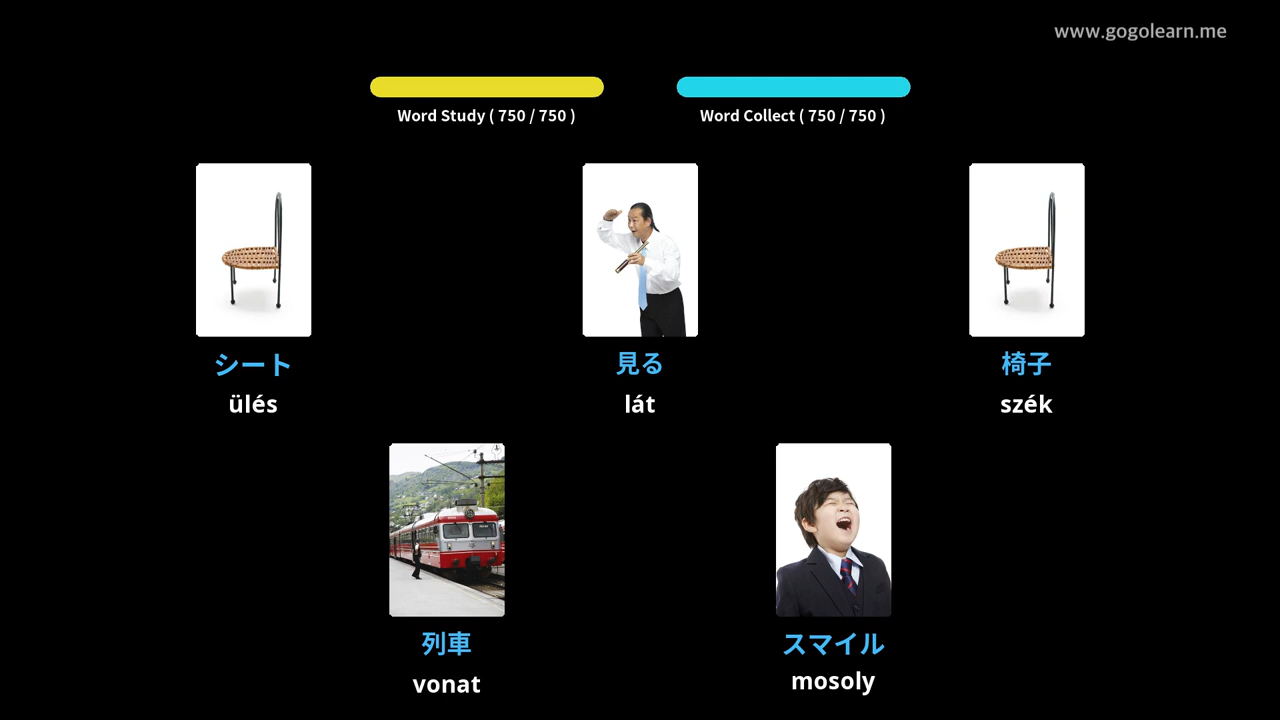 www.gogolearn.me
Word Study ( 750 / 750 )
Word Collect ( 750 / 750 )
シート
ülés
見る
lát
椅子
szék
列車
vonat
スマイル
mosoly